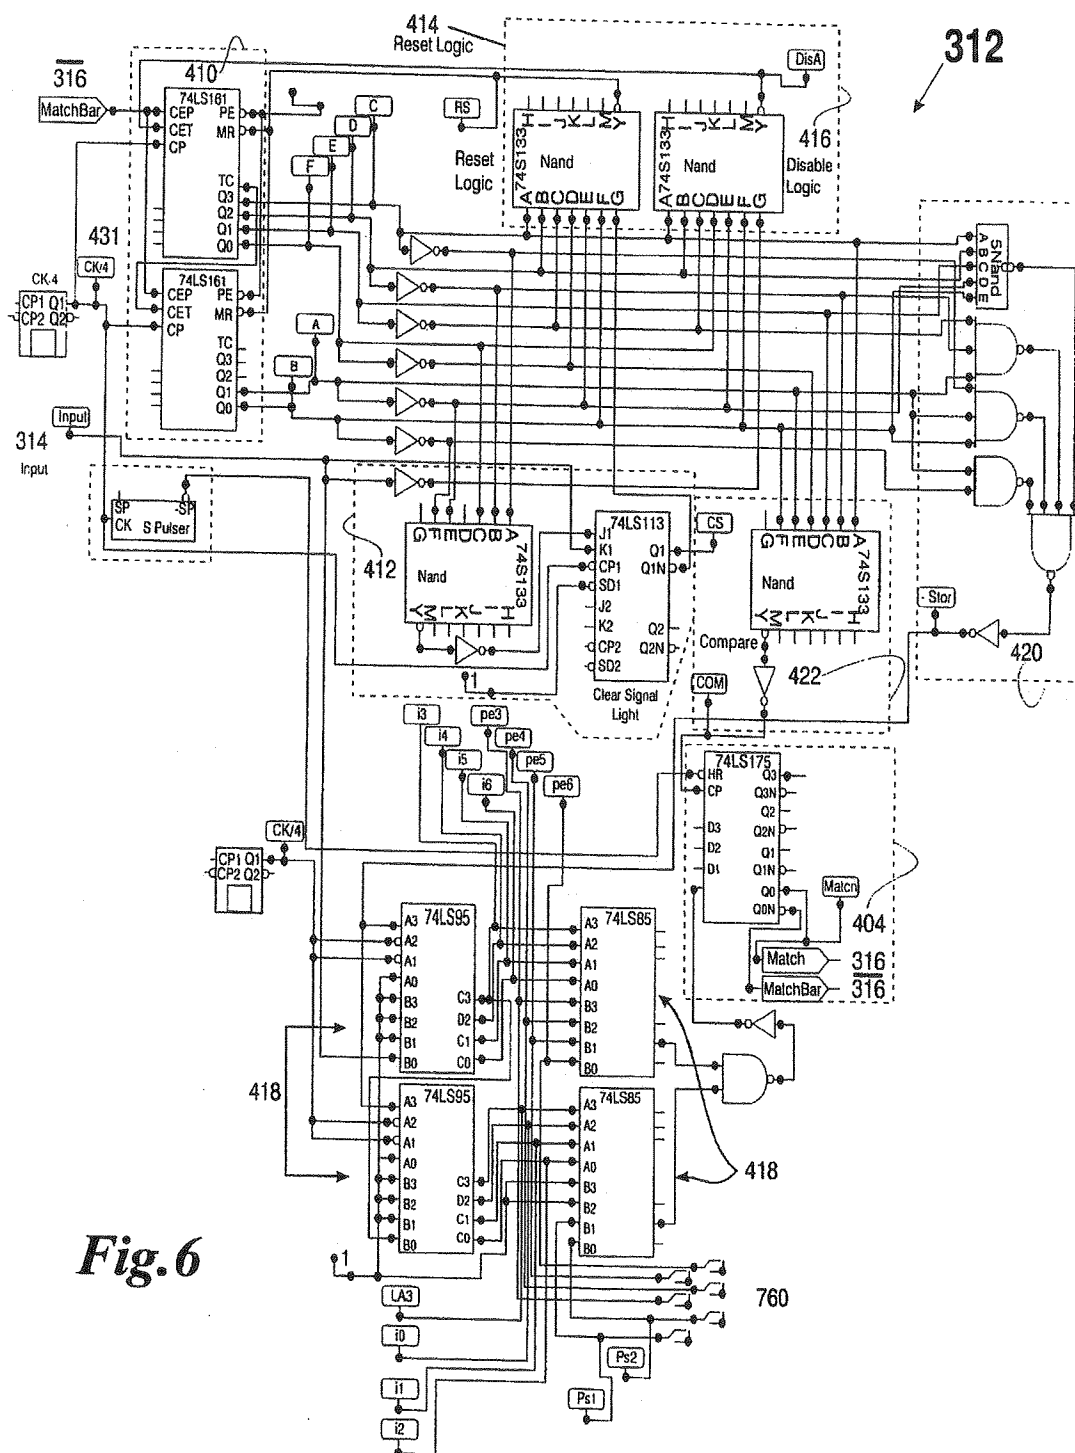 414
Reset Logic
312
316
410
MatchBar
74LS161
CEP PE
CET MR
CP
TC
Q3
Q2
Q1
Q0
1
C
D
E
F
RS
Reset
Logic
H I J K L M Y
74S133
Nand
A B C D E F G
H I J K L M Y
74S133
Nand
A B C D E F G
DisA
416
Disable
Logic
431
CK.4
CK/4
CP1 Q1
CP2 Q2
74LS161
CEP PE
CET MR
CP
TC
Q3
Q2
Q1
Q0
A
B
5Nand
A B C D E
Input
314
Input
SP -SP
CK S Pulser
412
G F E D C B A
74S133
Nand
Y M L K J I H
1
74LS113
J1
K1 Q1
CP1 Q1N
SD1
J2
K2 Q2
CP2 Q2N
SD2
Clear Signal
Light
CS
G F E D C B A
74S133
Nand
Y M L K J I H
Compare
422
COM
- Stor
420
i3
i4
i5
i6
pe3
pe4
pe5
pe6
74LS175
HR Q3
CP Q3N
Q2
D3 Q2N
D2 Q1
D1 Q1N
Q0
Q0N
Match
404
Match 316
MatchBar 316
CK/4
CP1 Q1
CP2 Q2
74LS95
A3
A2
A1
A0
B3 C3
B2 D2
B1 C1
B0 C0
74LS85
A3
A2
A1
A0
B3
B2
B1
B0
418
74LS95
A3
A2
A1
A0
B3 C3
B2 D2
B1 C1
B0 C0
74LS85
A3
A2
A1
A0
B3
B2
B1
B0
418
1
Fig. 6
760
LA3
i0
i1
i2
Ps2
Ps1